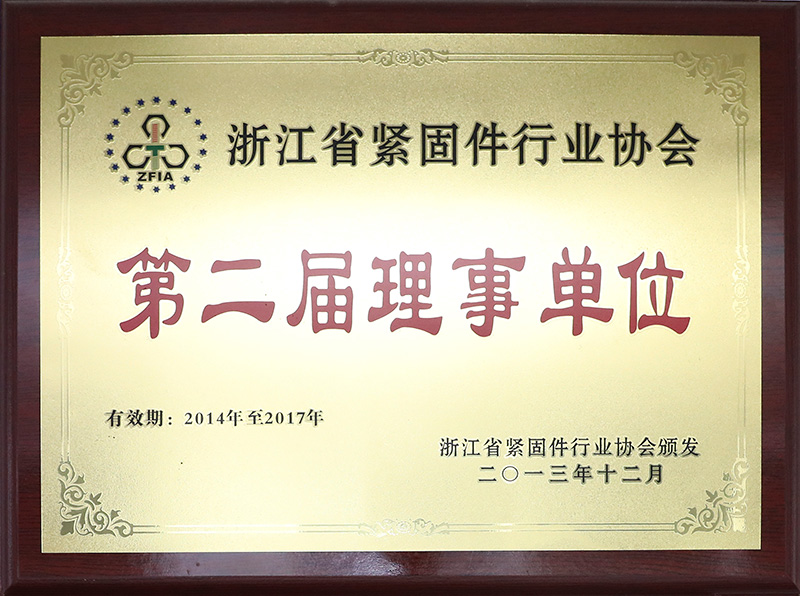 ZFIA
浙江省紧固件行业协会
第二届理事单位
有效期：2014年至2017年
浙江省紧固件行业协会颁发
二〇一三年十二月